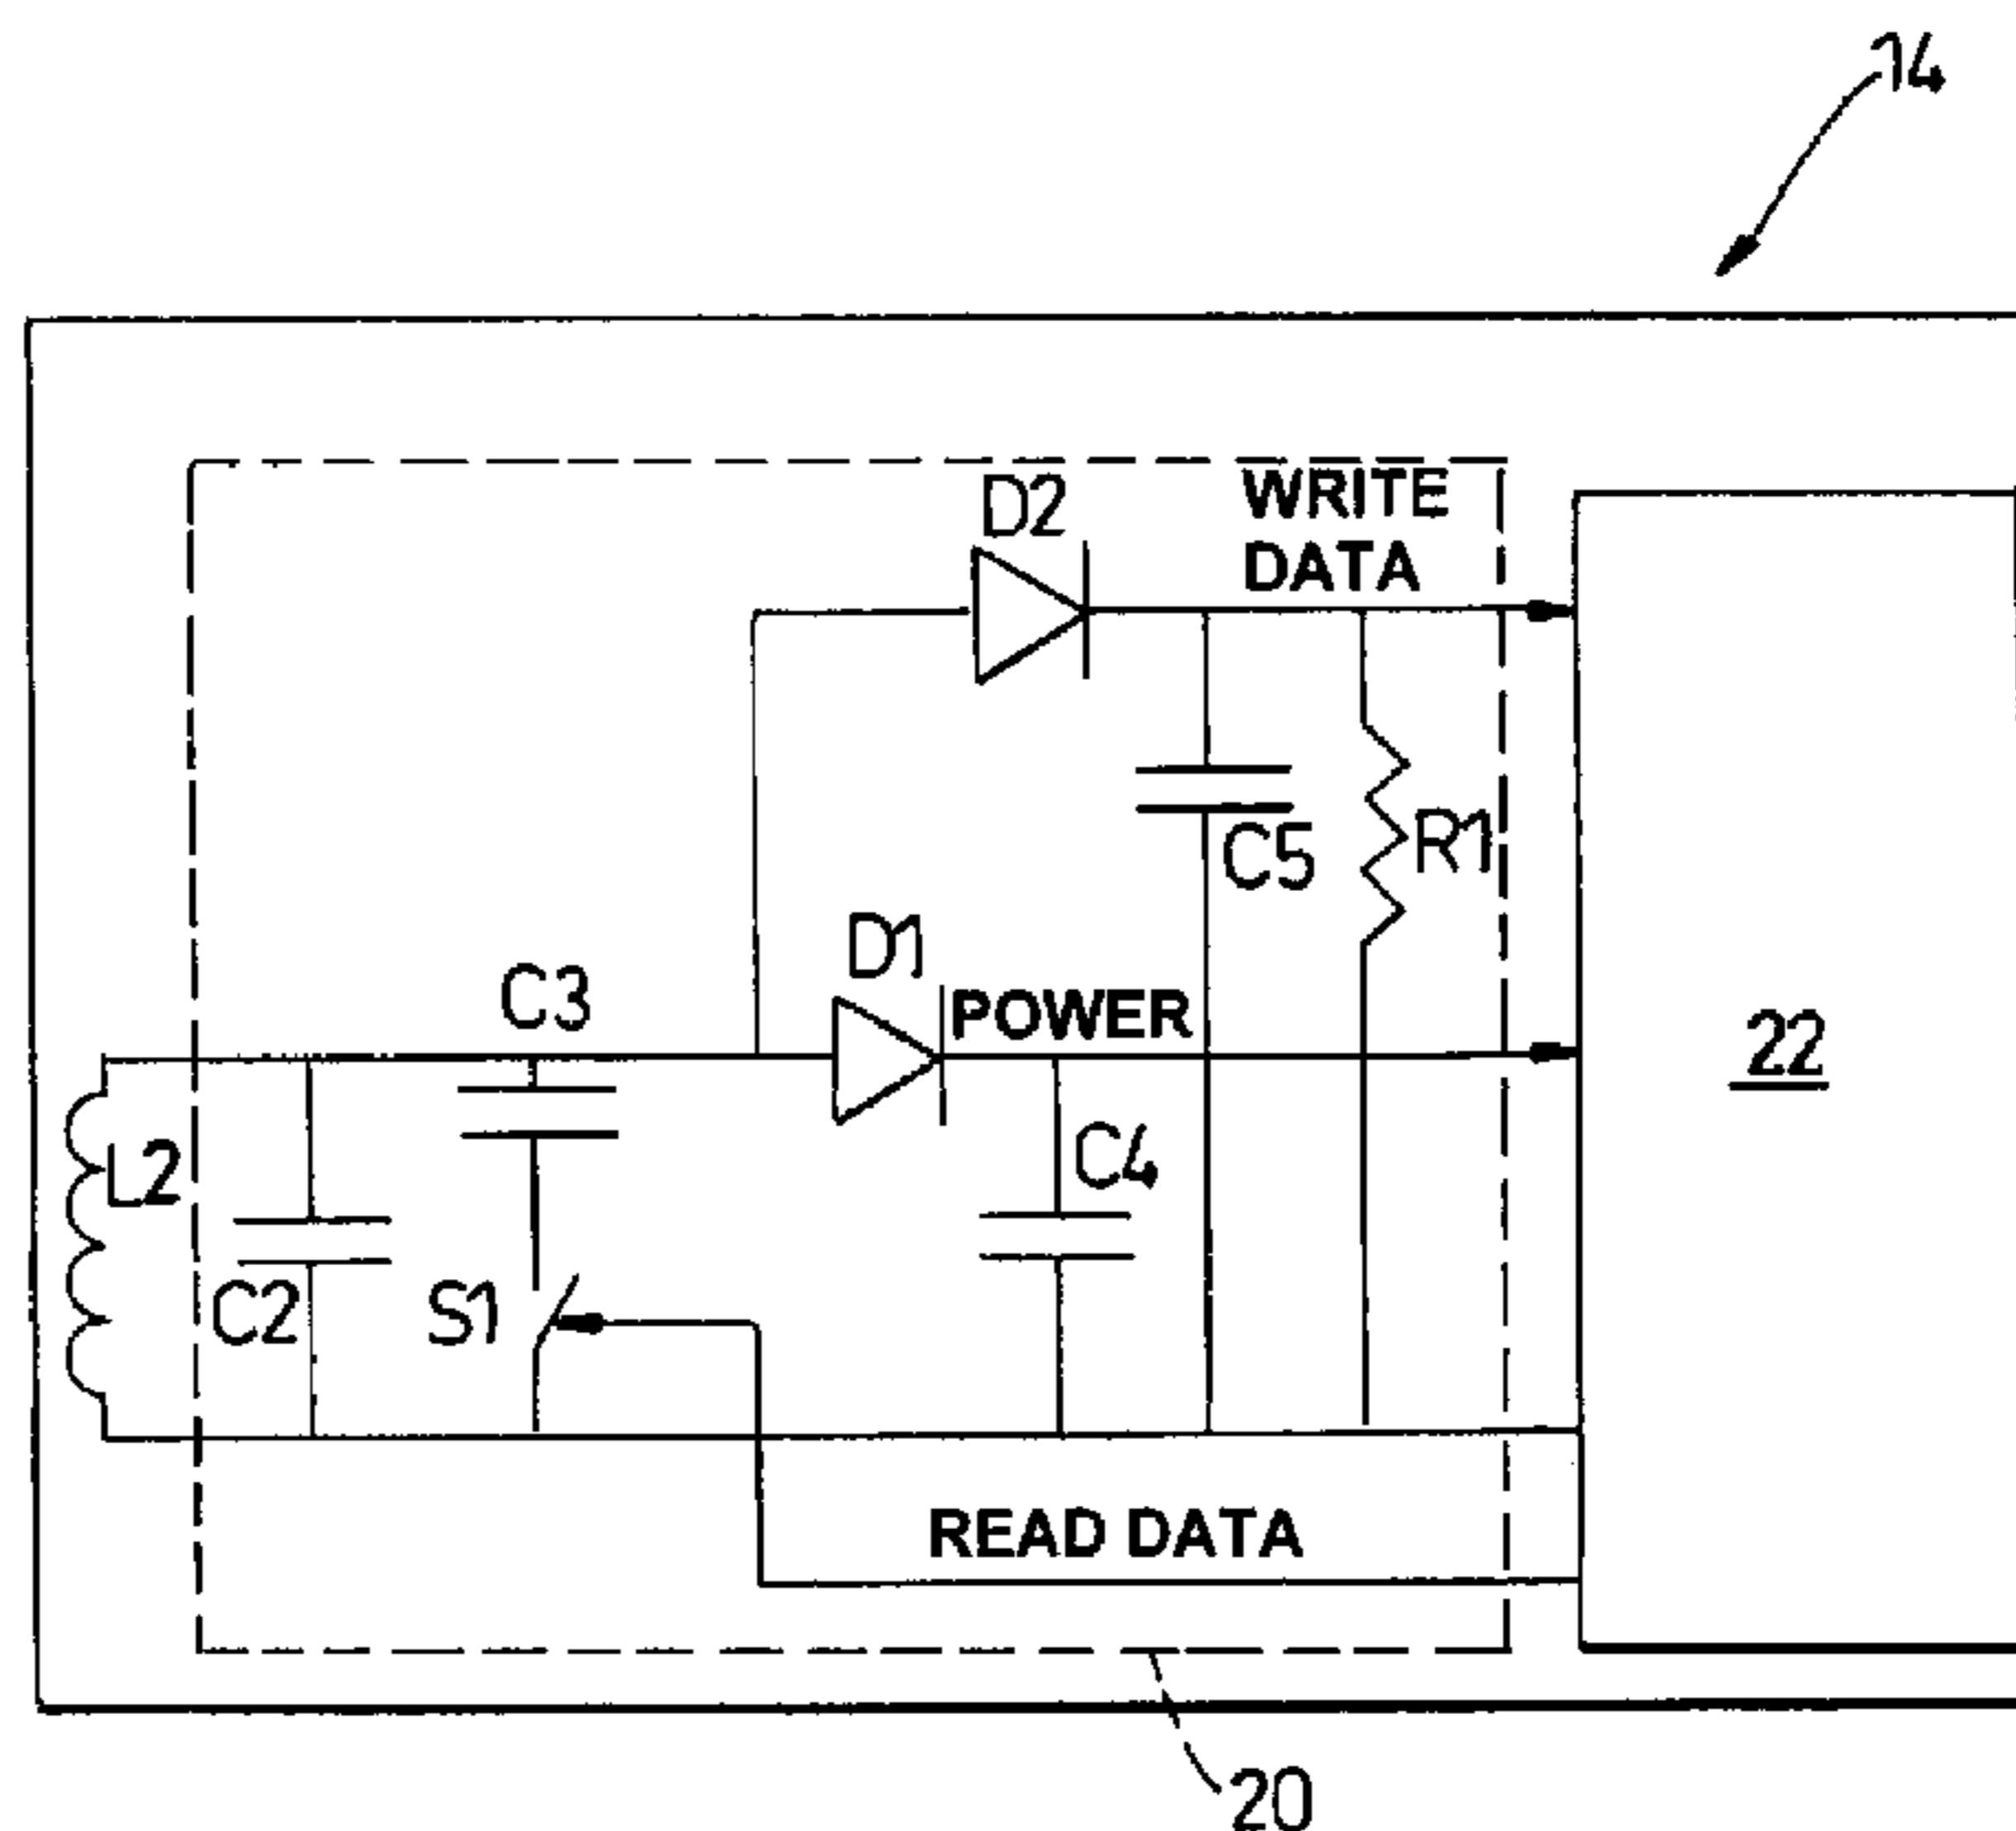 14
D2
WRITE
DATA
C5
R1
D1
C3
POWER
22
L2
C4
C2
S1
READ DATA
20